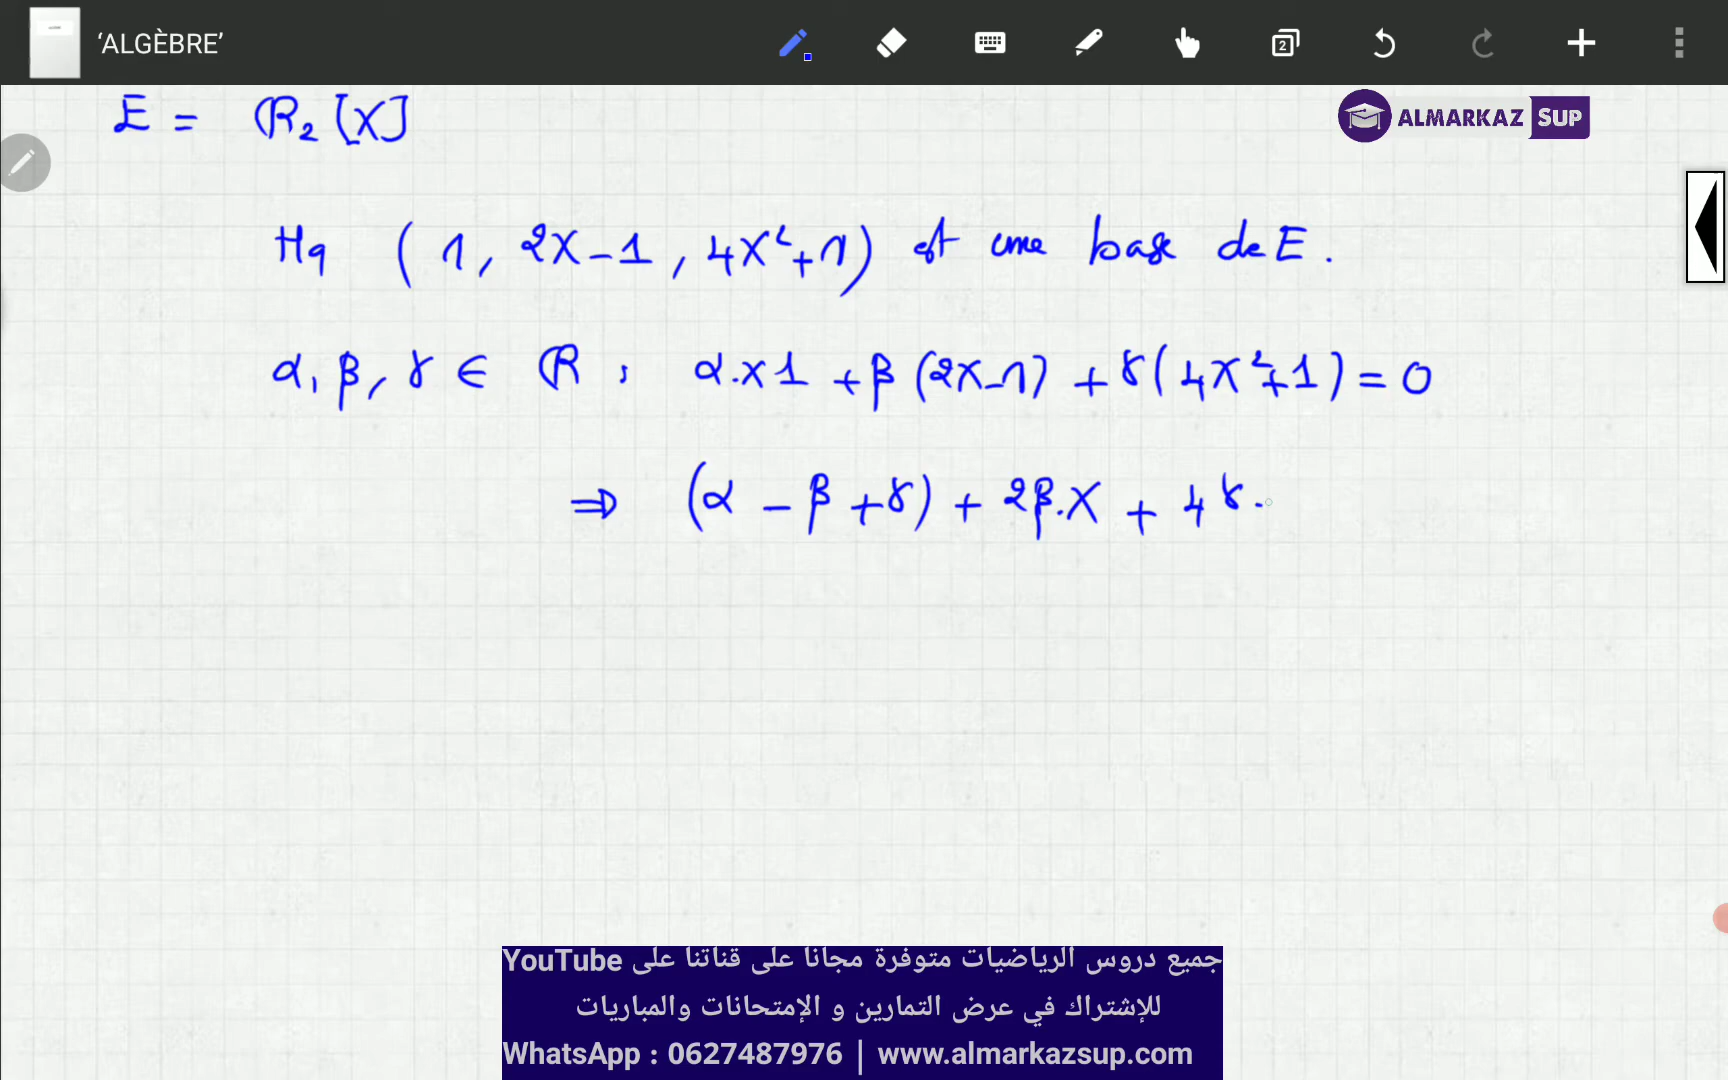 ‘ALGÈBRE’
2
E = ℝ₂[X]
ALMARKAZ SUP
Mq (1, 2X-1, 4X²+1) est une base de E.
α, β, γ ∈ ℝ, α.×1 + β(2X-1) + γ(4X²+1) = 0
⇒ (α - β + γ) + 2β.X + 4γ.
جميع دروس الرياضيات متوفرة مجانا على قناتنا على YouTube
للإشتراك في عرض التمارين و الإمتحانات والمباريات
WhatsApp : 0627487976 | www.almarkazsup.com